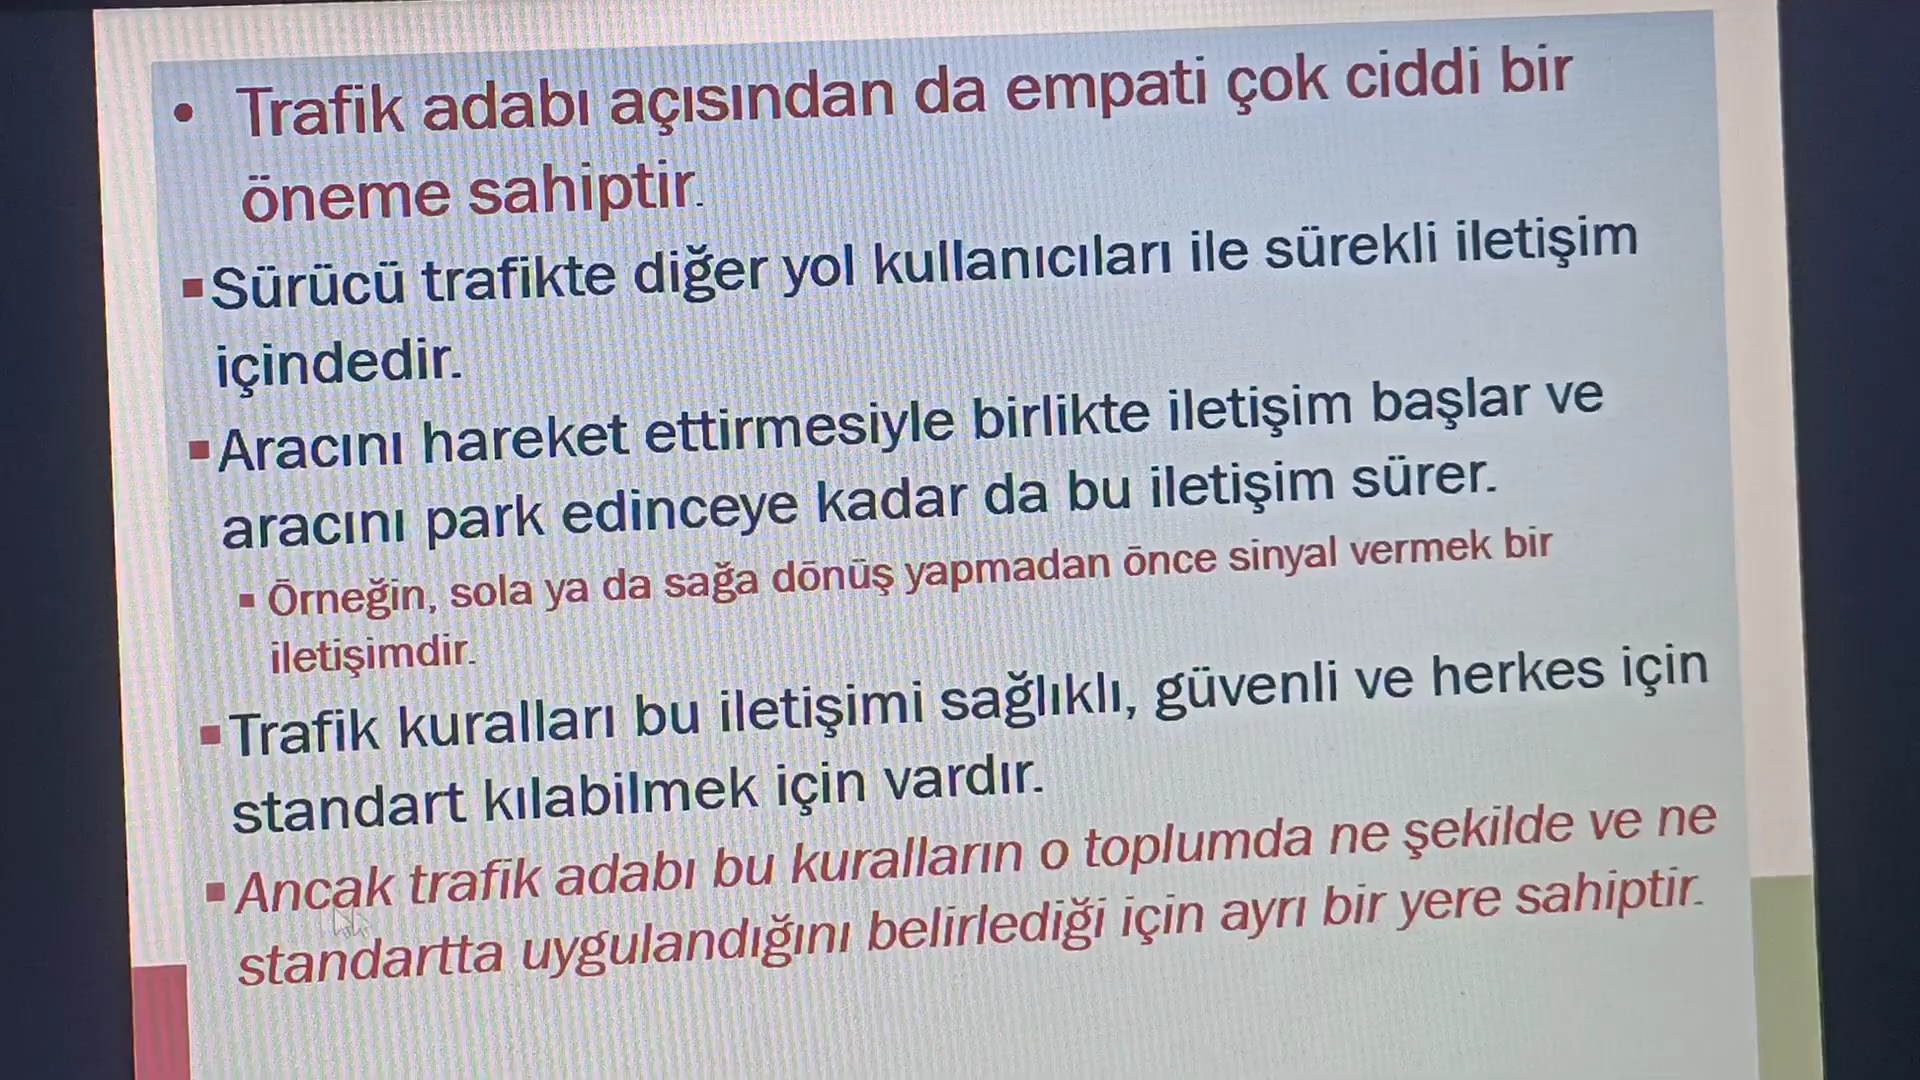 • Trafik adabı açısından da empati çok ciddi bir
öneme sahiptir.
▪ Sürücü trafikte diğer yol kullanıcıları ile sürekli iletişim
içindedir.
▪ Aracını hareket ettirmesiyle birlikte iletişim başlar ve
aracını park edinceye kadar da bu iletişim sürer.
▪ Örneğin, sola ya da sağa dönüş yapmadan önce sinyal vermek bir
iletişimdir.
▪ Trafik kuralları bu iletişimi sağlıklı, güvenli ve herkes için
standart kılabilmek için vardır.
▪ Ancak trafik adabı bu kuralların o toplumda ne şekilde ve ne
standartta uygulandığını belirlediği için ayrı bir yere sahiptir.